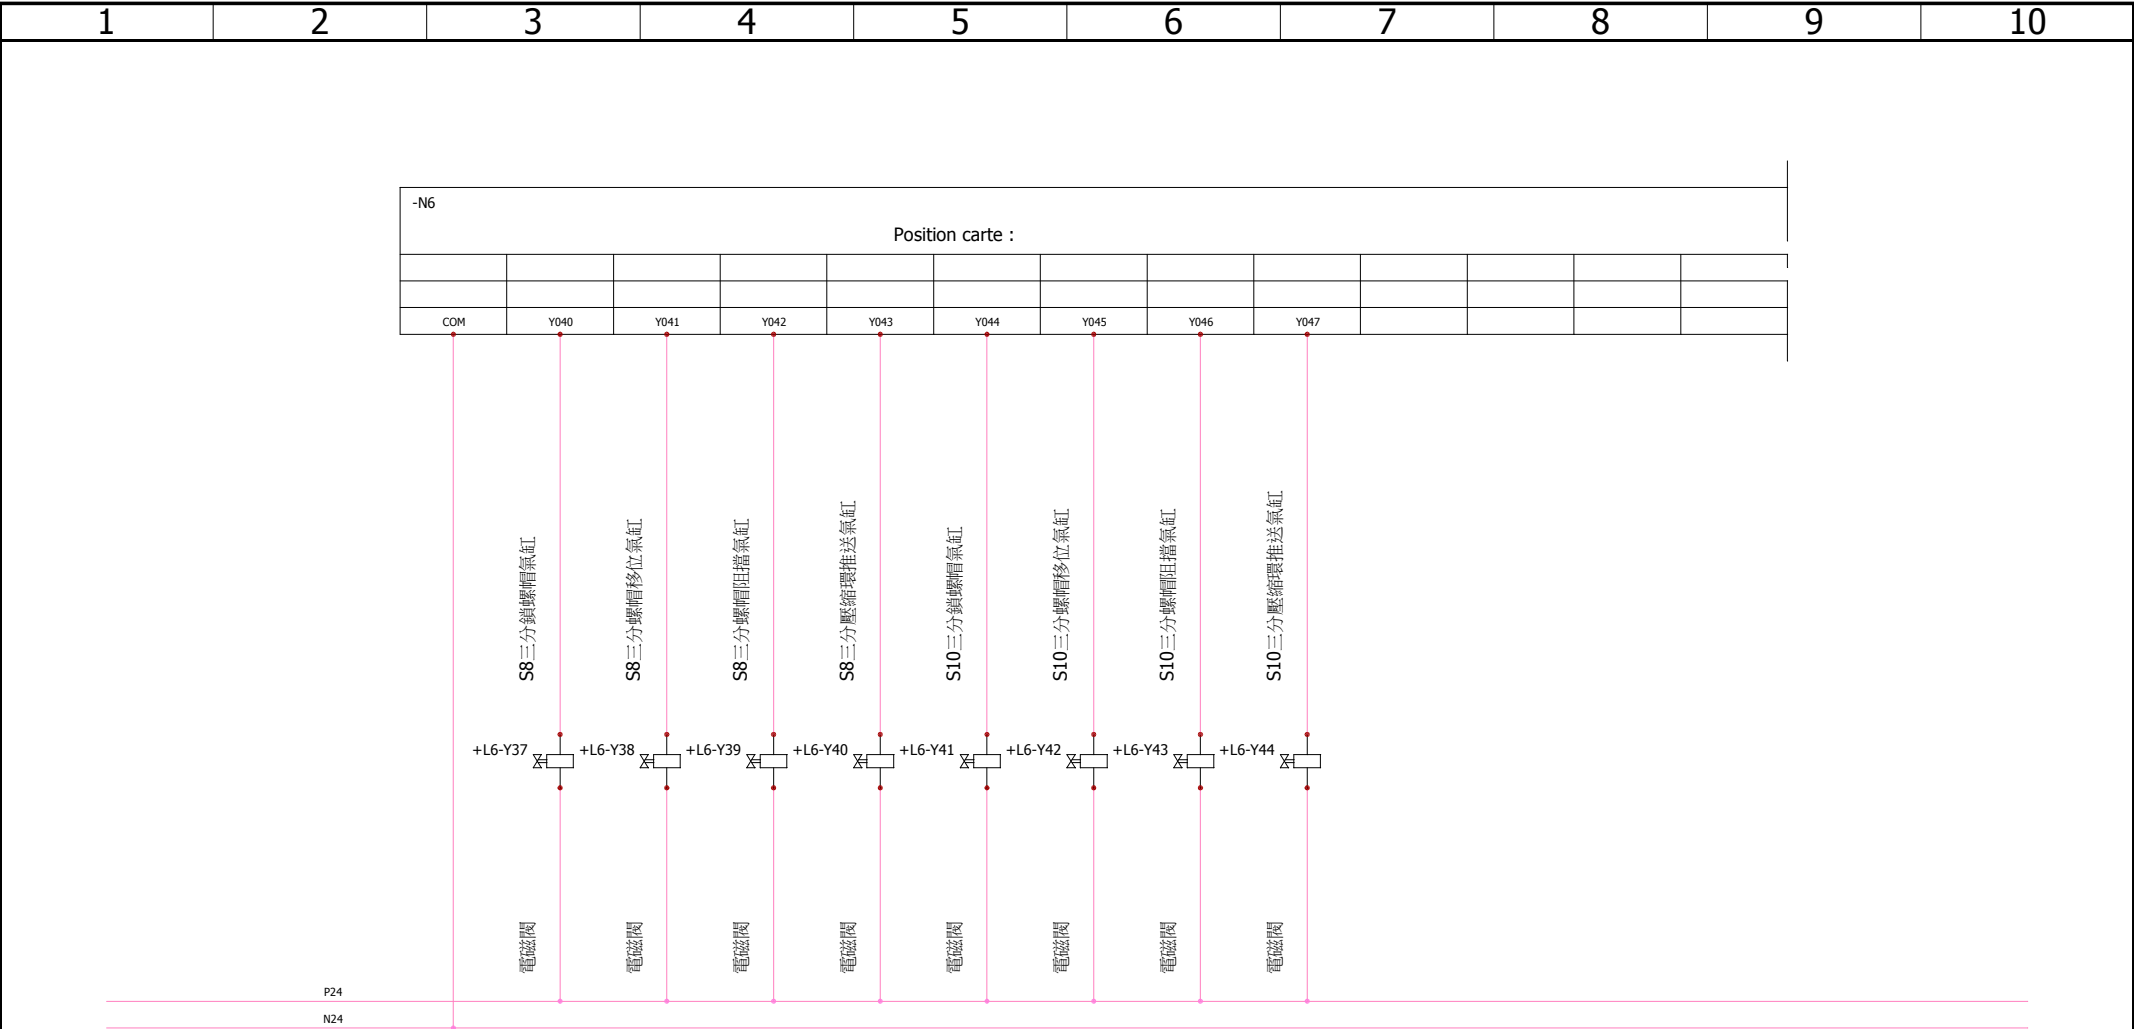 1 2 3 4 5 6 7 8 9 10
-N6
Position carte :
COM Y040 Y041 Y042 Y043 Y044 Y045 Y046 Y047
S8三分鎖螺帽氣缸
S8三分螺帽移位氣缸
S8三分螺帽阻擋氣缸
S8三分壓縮環推送氣缸
S10三分鎖螺帽氣缸
S10三分螺帽移位氣缸
S10三分螺帽阻擋氣缸
S10三分壓縮環推送氣缸
+L6-Y37 +L6-Y38 +L6-Y39 +L6-Y40 +L6-Y41 +L6-Y42 +L6-Y43 +L6-Y44
電磁閥
電磁閥
電磁閥
電磁閥
電磁閥
電磁閥
電磁閥
電磁閥
P24
N24